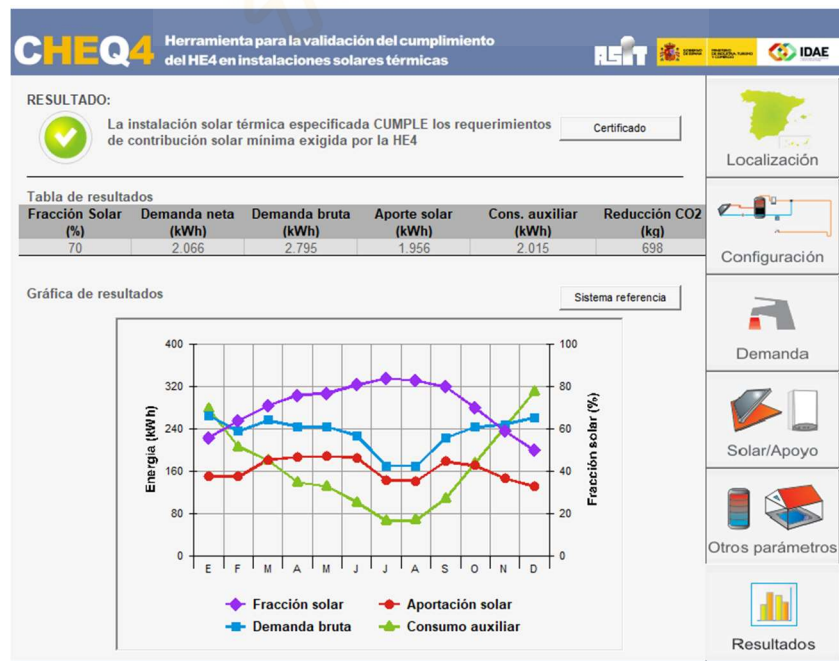 CHEQ4
Herramienta para la validación del cumplimiento
del HE4 en instalaciones solares térmicas
ASIT
IDAE
RESULTADO:
La instalación solar térmica especificada CUMPLE los requerimientos
de contribución solar mínima exigida por la HE4
Certificado
Localización
Tabla de resultados
Fracción Solar (%) Demanda neta (kWh) Demanda bruta (kWh) Aporte solar (kWh) Cons. auxiliar (kWh) Reducción CO2 (kg)
70 2.066 2.795 1.956 2.015 698
Configuración
Gráfica de resultados
Sistema referencia
Demanda
400 100
320 80
240 60
160 40
80 20
0 0
Energía (kWh)
Fracción solar (%)
E F M A M J J A S O N D
Fracción solar Aportación solar
Demanda bruta Consumo auxiliar
Solar/Apoyo
Otros parámetros
Resultados